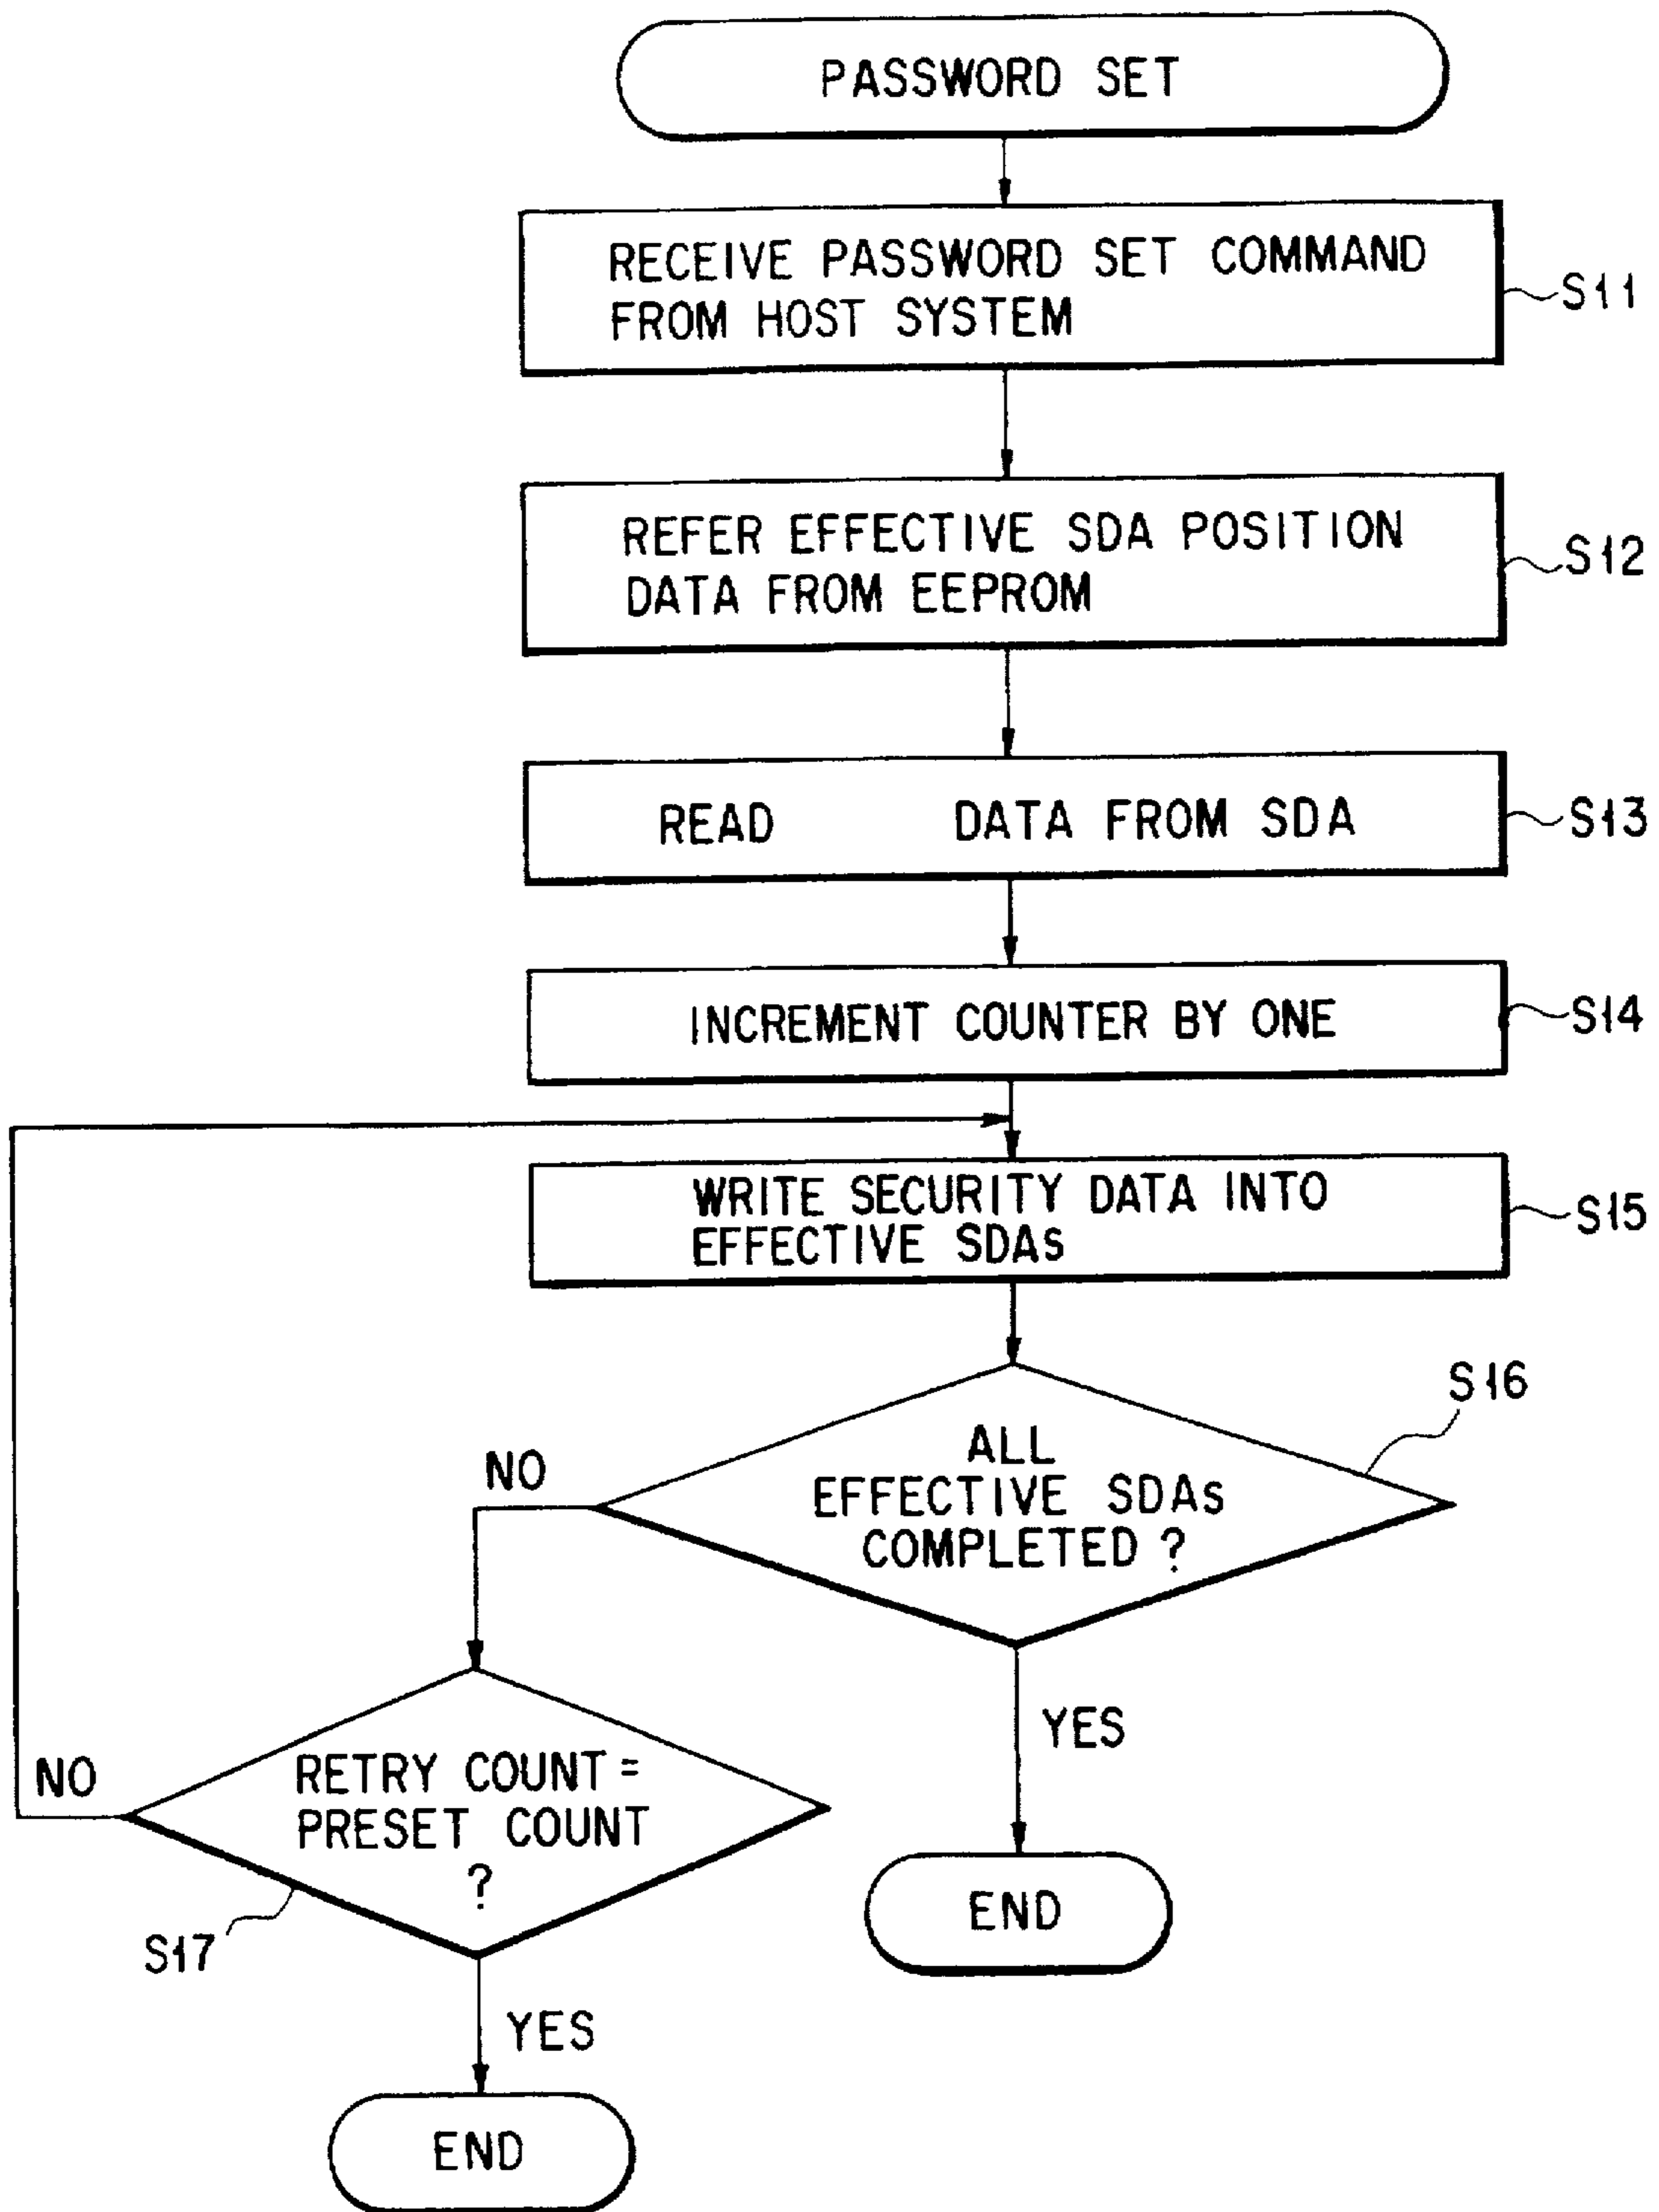 PASSWORD SET
RECEIVE PASSWORD SET COMMAND
FROM HOST SYSTEM
S11
REFER EFFECTIVE SDA POSITION
DATA FROM EEPROM
S12
READ DATA FROM SDA
S13
INCREMENT COUNTER BY ONE
S14
WRITE SECURITY DATA INTO
EFFECTIVE SDAs
S15
S16
ALL
EFFECTIVE SDAs
COMPLETED ?
NO
YES
RETRY COUNT =
PRESET COUNT
?
NO
S17
END
YES
END